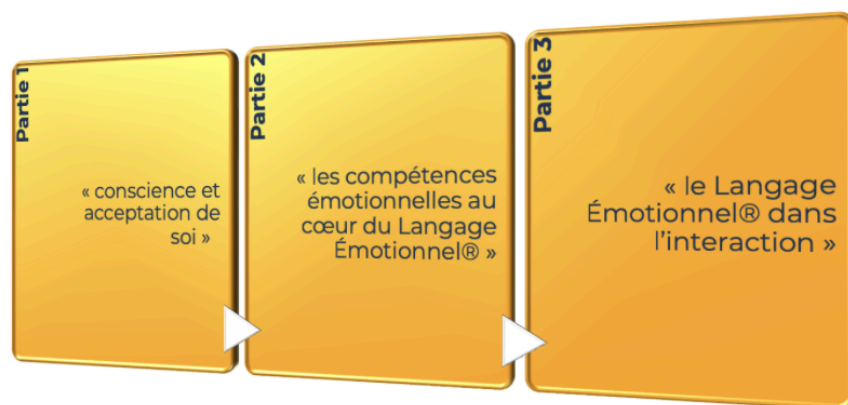 Partie 1
« conscience et
acceptation de
soi »
Partie 2
« les compétences
émotionnelles au
cœur du Langage
Émotionnel® »
Partie 3
« le Langage
Émotionnel® dans
l’interaction »